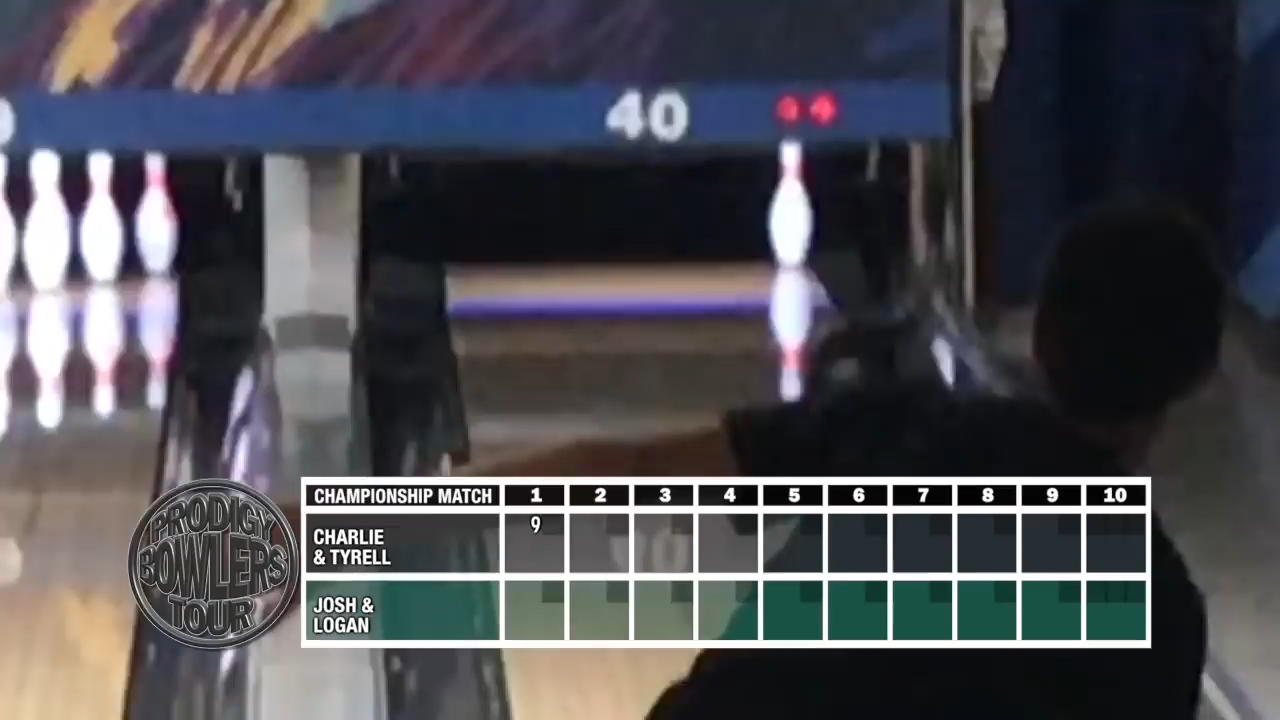 40
PRODIGY
BOWLERS
TOUR
CHAMPIONSHIP MATCH 1 2 3 4 5 6 7 8 9 10
CHARLIE
& TYRELL
9
JOSH &
LOGAN